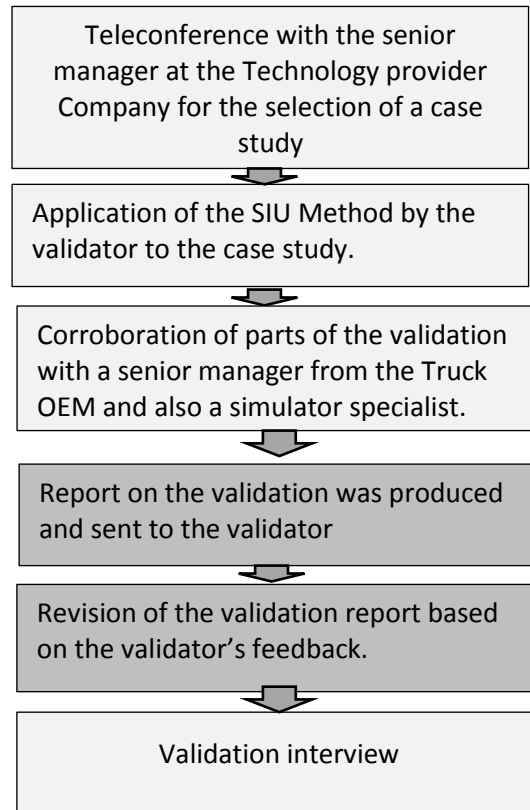 Teleconference with the senior
manager at the Technology provider
Company for the selection of a case
study
Application of the SIU Method by the
validator to the case study.
Corroboration of parts of the validation
with a senior manager from the Truck
OEM and also a simulator specialist.
Report on the validation was produced
and sent to the validator
Revision of the validation report based
on the validator’s feedback.
Validation interview